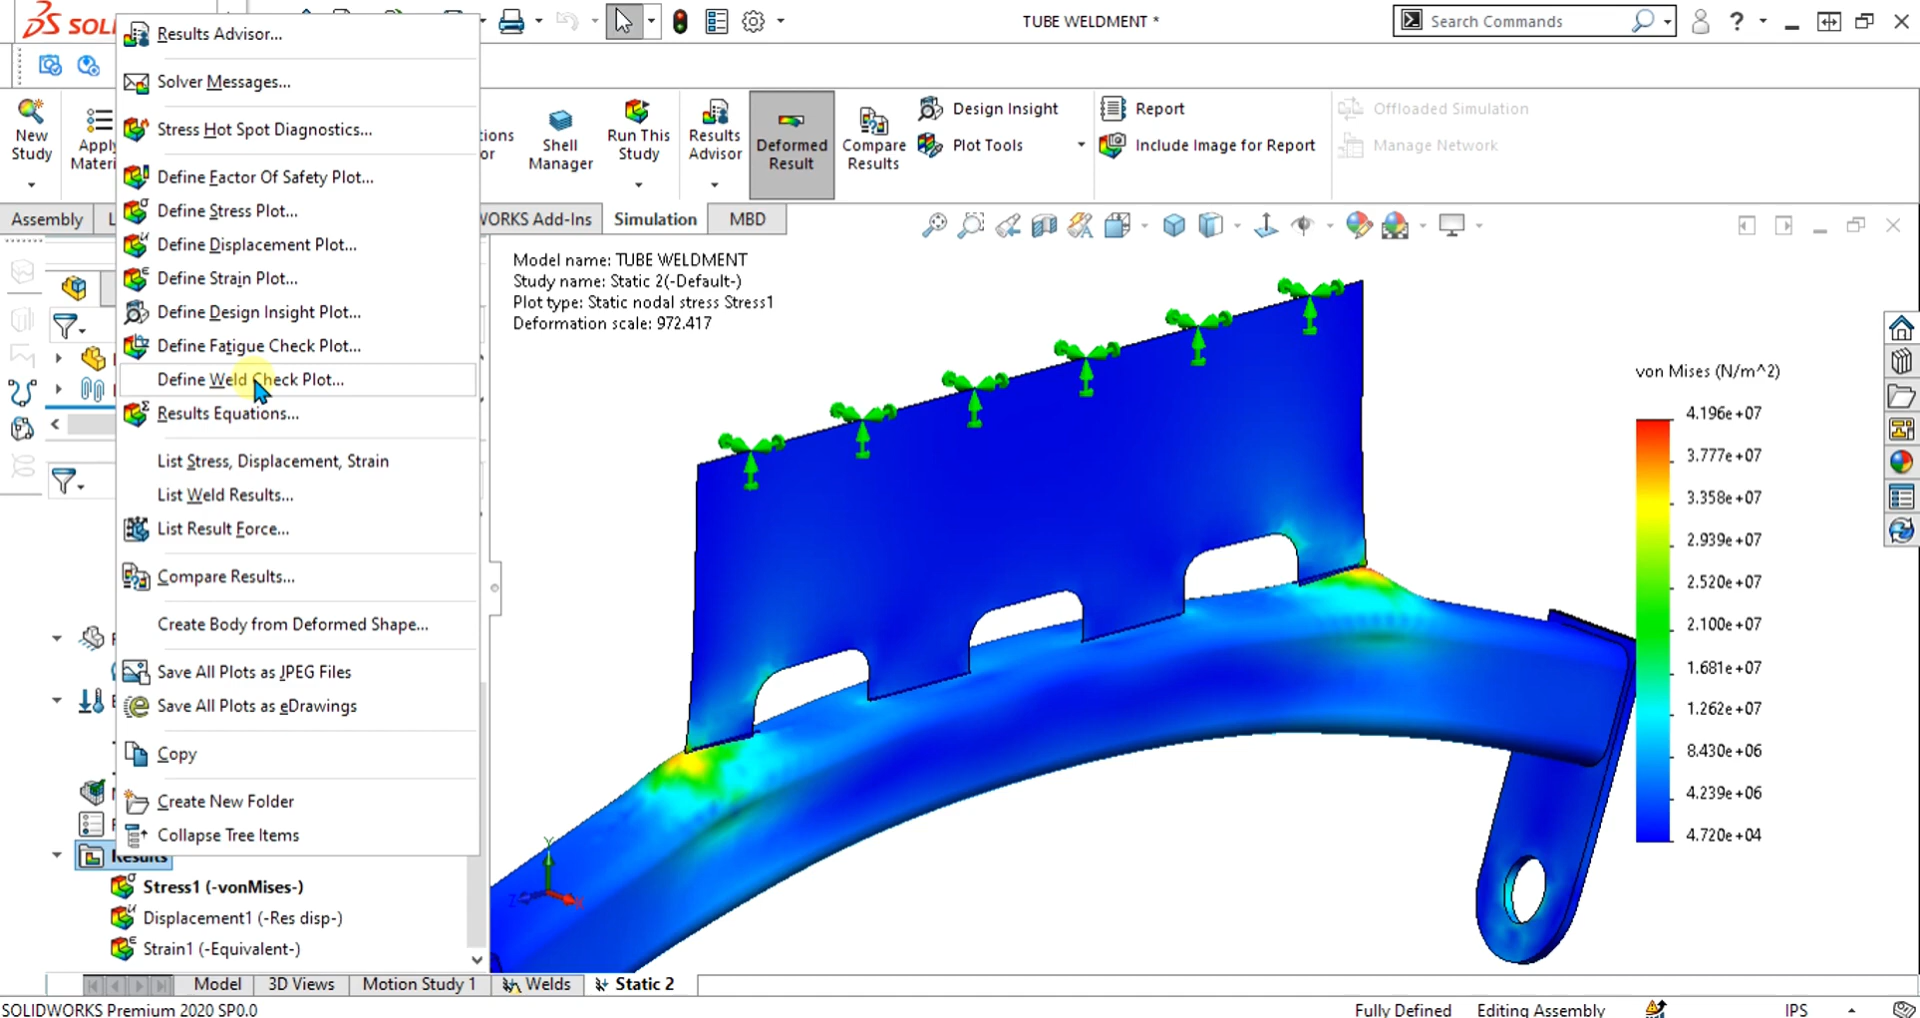 SOLI
TUBE WELDMENT *
Search Commands
?
New
Study
Apply
Materi
tions
or
Shell
Manager
Run This
Study
Results
Advisor
Deformed
Result
Compare
Results
Design Insight
Plot Tools
Report
Include Image for Report
Offloaded Simulation
Manage Network
Assembly
L
WORKS Add-Ins
Simulation
MBD
Results Advisor...
Solver Messages...
Stress Hot Spot Diagnostics...
Define Factor Of Safety Plot...
Define Stress Plot...
Define Displacement Plot...
Define Strain Plot...
Define Design Insight Plot...
Define Fatigue Check Plot...
Define Weld Check Plot...
Results Equations...
List Stress, Displacement, Strain
List Weld Results...
List Result Force...
Compare Results...
Create Body from Deformed Shape...
Save All Plots as JPEG Files
Save All Plots as eDrawings
Copy
Create New Folder
Collapse Tree Items
Results
Stress1 (-vonMises-)
Displacement1 (-Res disp-)
Strain1 (-Equivalent-)
Model name: TUBE WELDMENT
Study name: Static 2(-Default-)
Plot type: Static nodal stress Stress1
Deformation scale: 972.417
von Mises (N/m^2)
4.196e+07
3.777e+07
3.358e+07
2.939e+07
2.520e+07
2.100e+07
1.681e+07
1.262e+07
8.430e+06
4.239e+06
4.720e+04
Y
Z
X
Model
3D Views
Motion Study 1
Welds
Static 2
SOLIDWORKS Premium 2020 SP0.0
Fully Defined
Editing Assembly
IPS